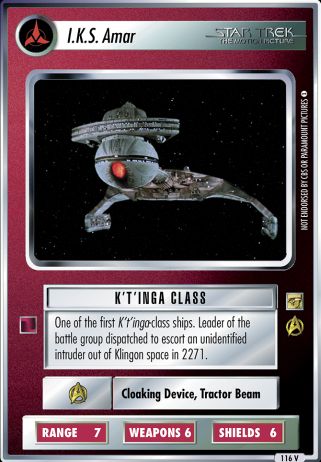 I.K.S. Amar
STAR TREK
THE MOTION PICTURE
NOT ENDORSED BY CBS OR PARAMOUNT PICTURES
K'T'INGA CLASS
One of the first K't'inga-class ships. Leader of the
battle group dispatched to escort an unidentified
intruder out of Klingon space in 2271.
Cloaking Device, Tractor Beam
RANGE 7 WEAPONS 6 SHIELDS 6
116 V